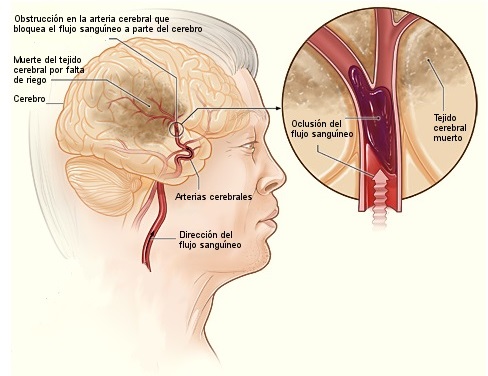 Obstrucción en la arteria cerebral que
bloquea el flujo sanguíneo a parte del cerebro
Muerte del tejido
cerebral por falta
de riego
Cerebro
Arterias cerebrales
Dirección del
flujo sanguíneo
Oclusión del
flujo sanguíneo
Tejido
cerebral
muerto